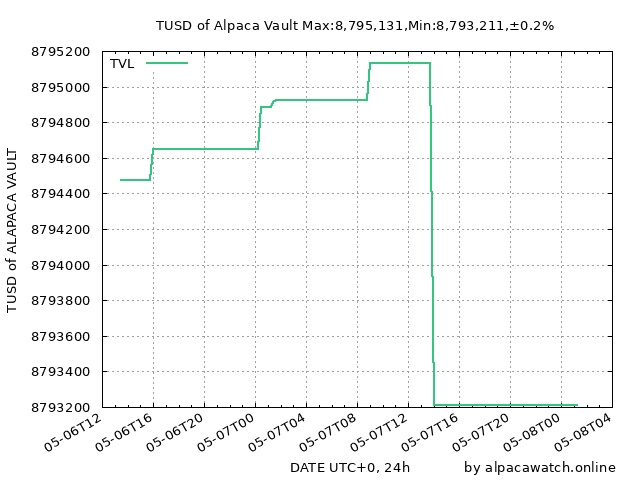 TUSD of Alpaca Vault Max:8,795,131,Min:8,793,211,±0.2%
TVL
TUSD of ALAPACA VAULT
8795200
8795000
8794800
8794600
8794400
8794200
8794000
8793800
8793600
8793400
8793200
05-06T12
05-06T16
05-06T20
05-07T00
05-07T04
05-07T08
05-07T12
05-07T16
05-07T20
05-08T00
05-08T04
DATE UTC+0, 24h
by alpacawatch.online